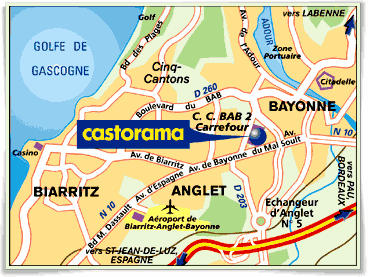 vers LABENNE
Golf
ADOUR
GOLFE DE
GASCOGNE
Bd des Plages
Av. de l'Adour
Zone
Portuaire
Cinq-
Cantons
Citadelle
D 260
Boulevard du BAB
BAYONNE
C. C. BAB 2
Carrefour
castorama
Av.
N 10
Casino
Av. de Biarritz
Av. de Bayonne du Mal Soult
vers PAU,
BORDEAUX
BIARRITZ
Av. d'Espagne
ANGLET
D 203
N 10
Bd M. Dassault
Echangeur
d'Anglet
N° 5
Aéroport de
Biarritz-Anglet-Bayonne
vers ST-JEAN-DE-LUZ,
ESPAGNE